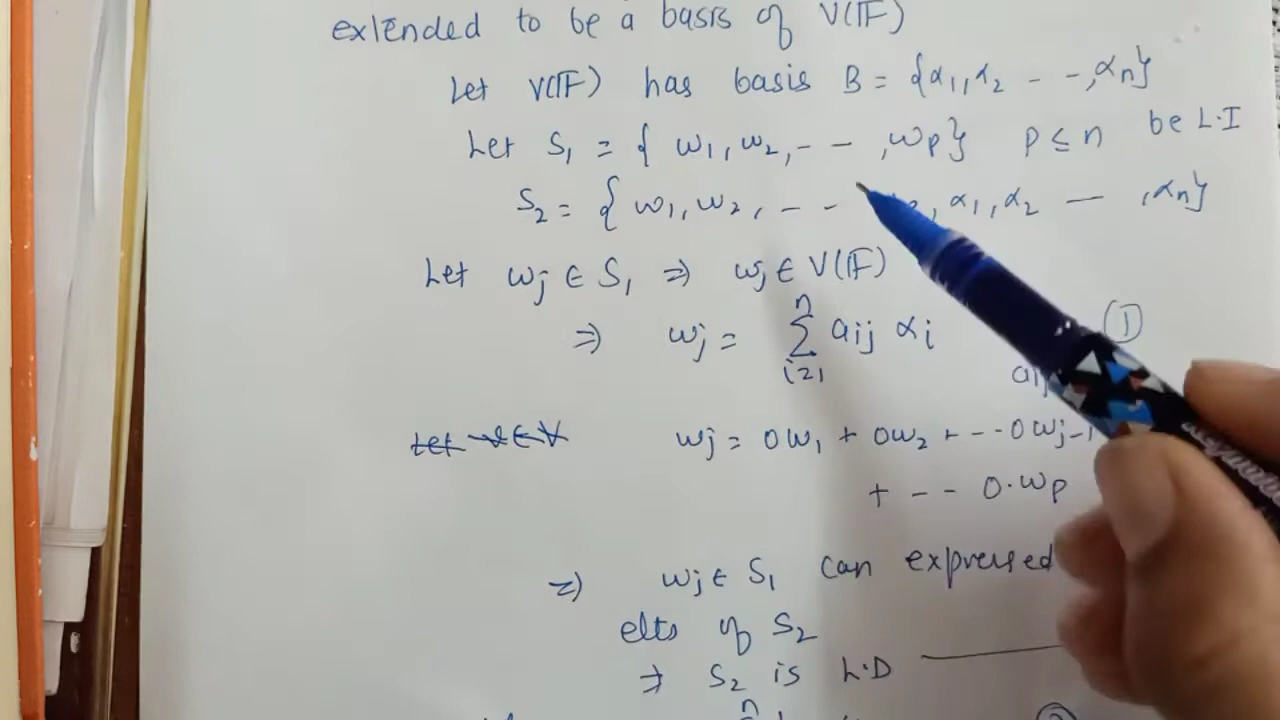 extended to be a basis of V(𝔽)
Let V(𝔽) has basis B = {α₁, α₂ - -, αₙ}
Let S₁ = { w₁, w₂, - - , wₚ} p ≤ n be L.I
S₂ = { w₁, w₂, - - , α₁, α₂ — , αₙ}
Let wⱼ ∈ S₁ ⇒ wⱼ ∈ V(𝔽)
⇒ wⱼ = ∑ᵢ₌₁ⁿ aᵢⱼ αᵢ ①
wⱼ = 0w₁ + 0w₂ + - - 0wⱼ₋₁
+ - - 0·wₚ
⇒ wⱼ ∈ S₁ can expressed
elts of S₂
⇒ S₂ is L.D